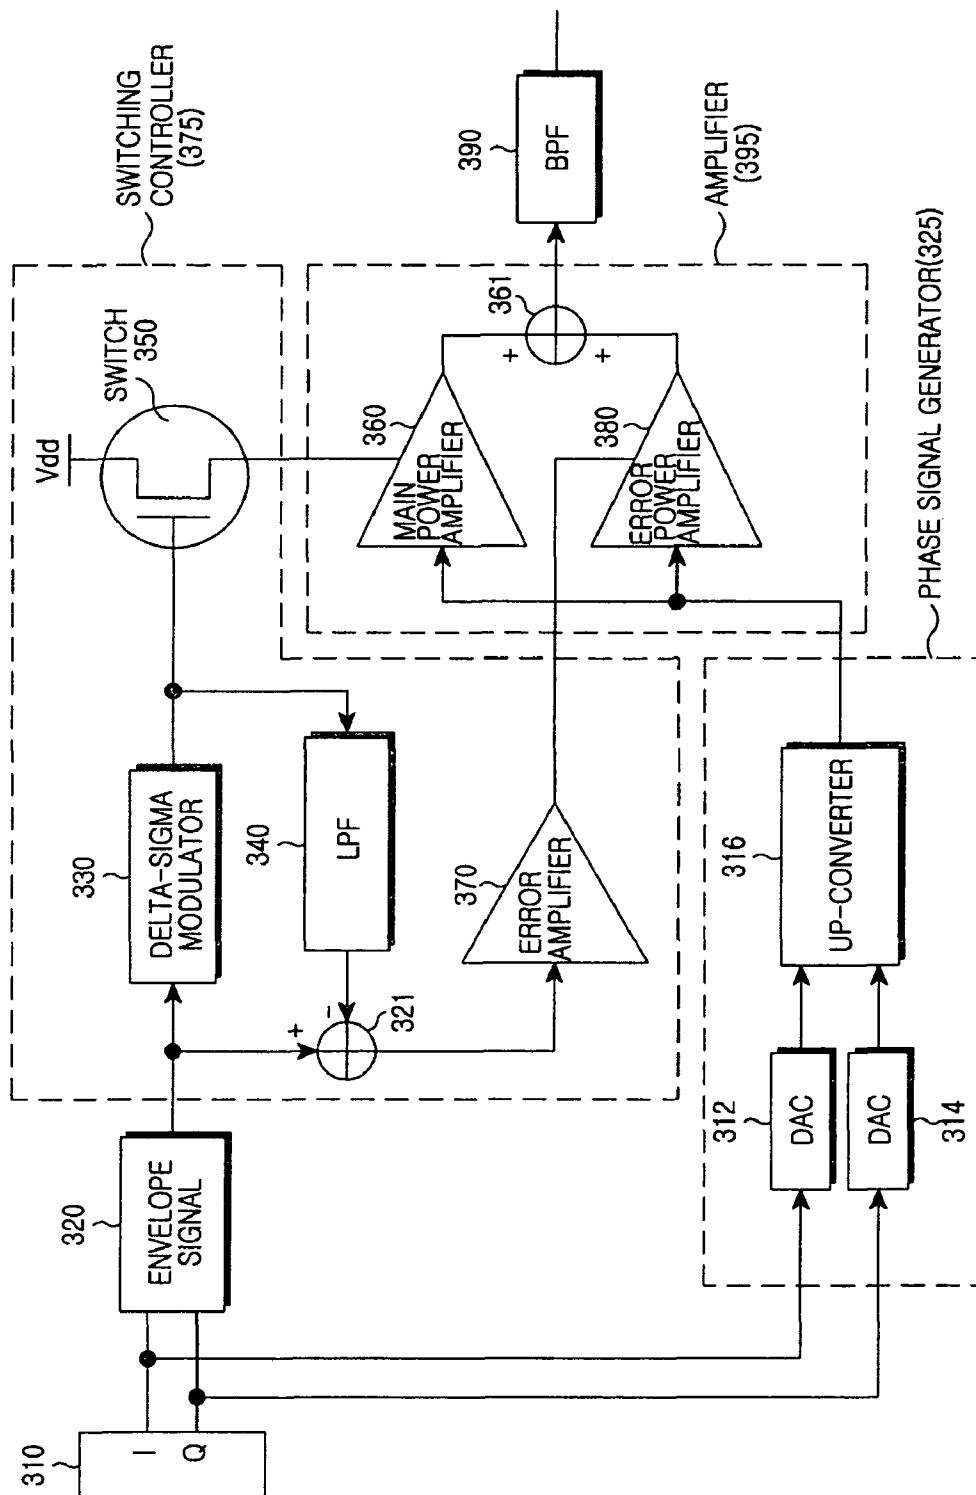 SWITCHING
CONTROLLER
(375)
Vdd
SWITCH
350
360
MAIN
POWER
AMPLIFIER
361
+
+
390
BPF
AMPLIFIER
(395)
380
ERROR
POWER
AMPLIFIER
PHASE SIGNAL GENERATOR(325)
330
DELTA-SIGMA
MODULATOR
340
LPF
+
-
321
370
ERROR
AMPLIFIER
316
UP-CONVERTER
320
ENVELOPE
SIGNAL
312
DAC
DAC
314
310
I
Q